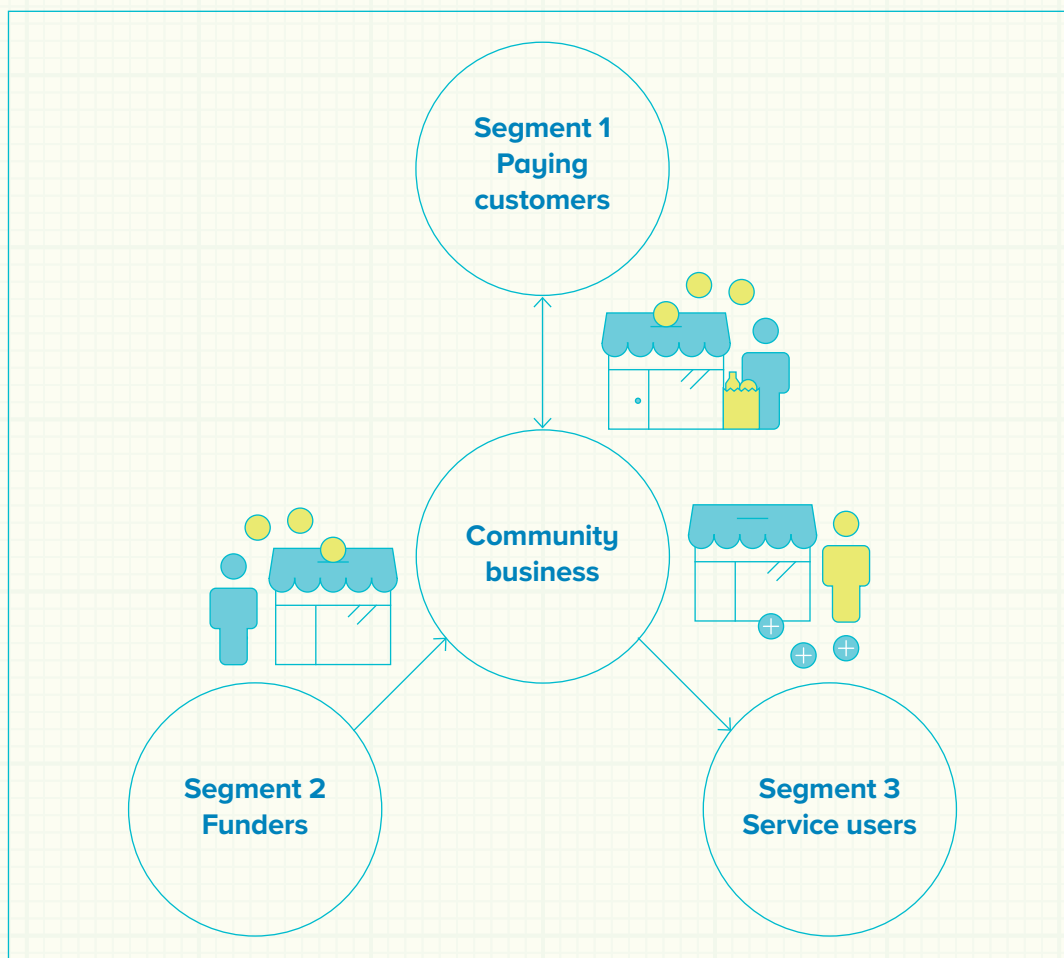 Segment 1
Paying
customers
Community
business
Segment 2
Funders
Segment 3
Service users